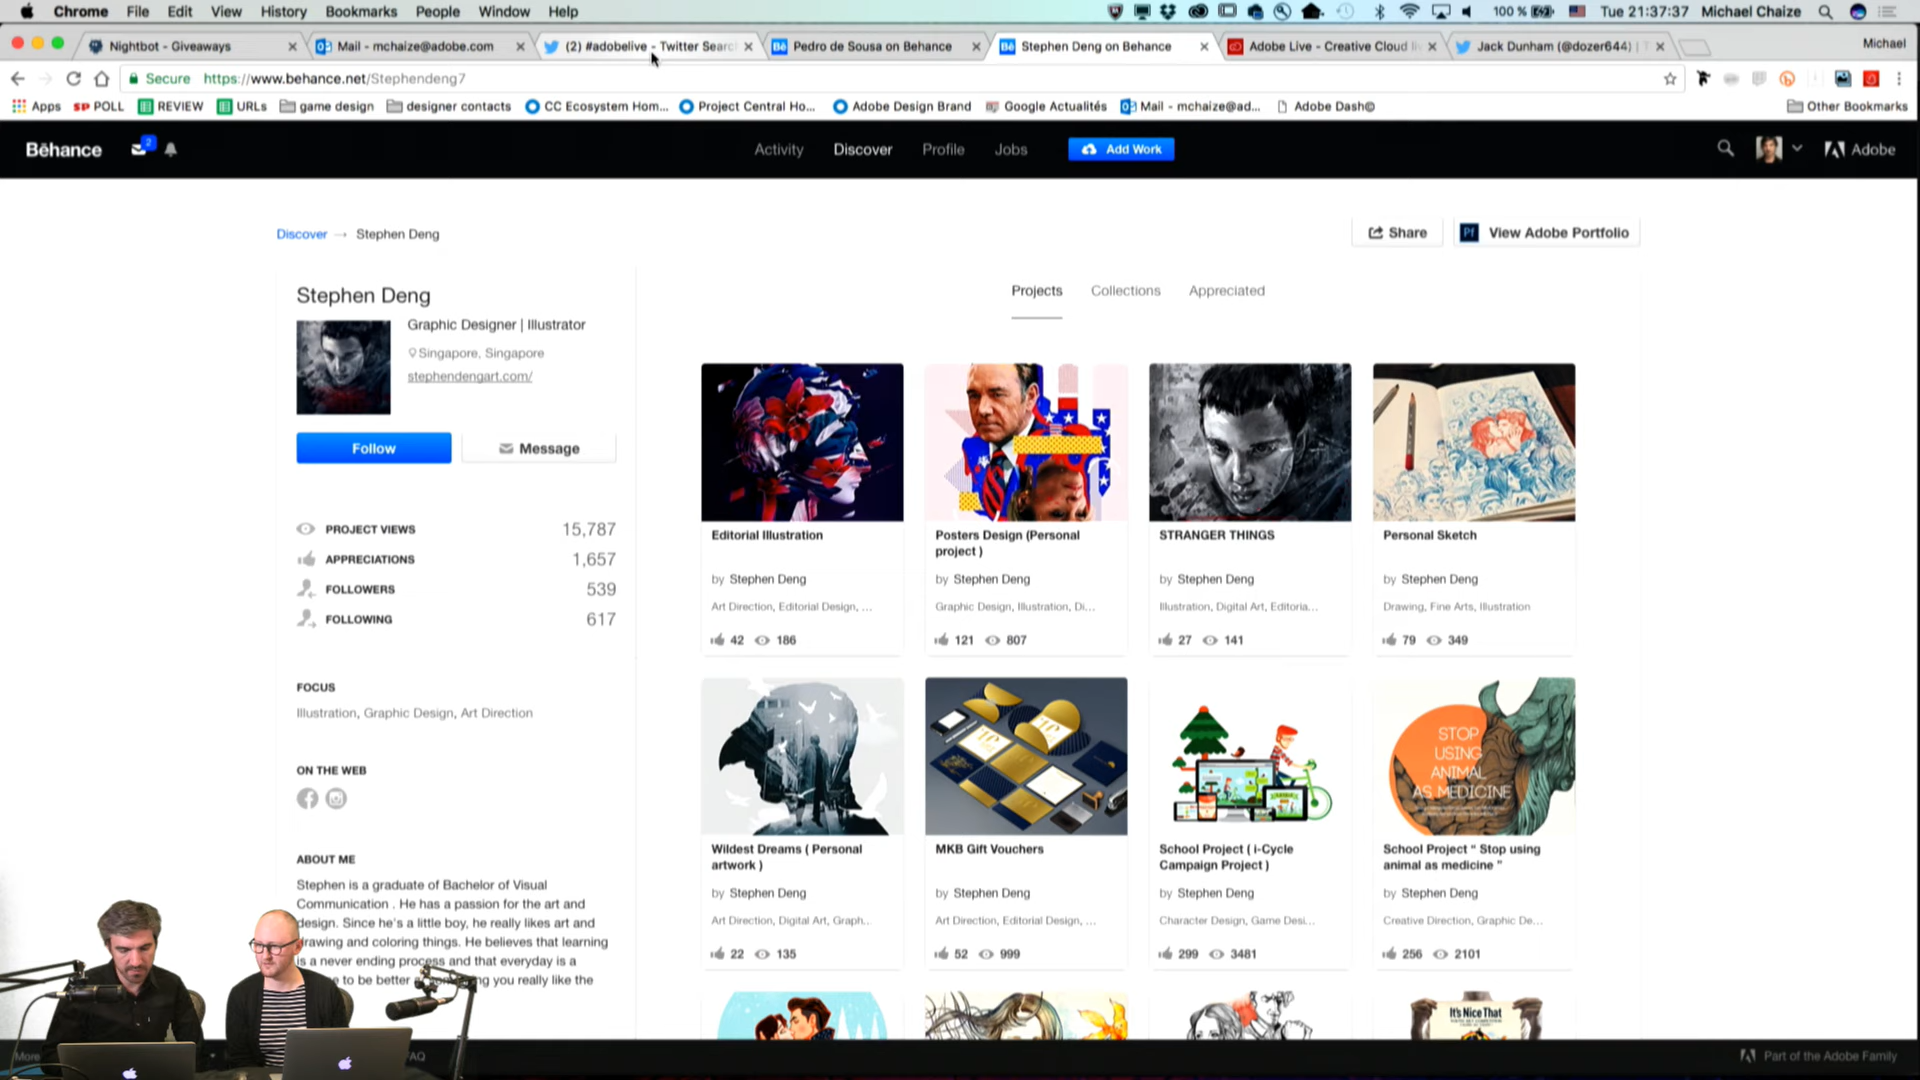 Chrome File Edit View History Bookmarks People Window Help 100 % Tue 21:37:37 Michael Chaize
Nightbot - Giveaways Mail - mchaize@adobe.com (2) #adobelive - Twitter Searc Pedro de Sousa on Behance Stephen Deng on Behance Adobe Live - Creative Cloud li Jack Dunham (@dozer644) | T Michael
Secure https://www.behance.net/Stephendeng7
Apps SP POLL REVIEW URLs game design designer contacts CC Ecosystem Hom... Project Central Ho... Adobe Design Brand Google Actualités Mail - mchaize@ad... Adobe Dash© Other Bookmarks
Bēhance 2 Activity Discover Profile Jobs Add Work Adobe
Discover → Stephen Deng Share Pf View Adobe Portfolio
Stephen Deng
Graphic Designer | Illustrator
Singapore, Singapore
stephendengart.com/
Follow Message
PROJECT VIEWS 15,787
APPRECIATIONS 1,657
FOLLOWERS 539
FOLLOWING 617
FOCUS
Illustration, Graphic Design, Art Direction
ON THE WEB
ABOUT ME
Stephen is a graduate of Bachelor of Visual
Communication . He has a passion for the art and
design. Since he's a little boy, he really likes art and
drawing and coloring things. He believes that learning
is a never ending process and that everyday is a
to be better you really like the
Projects Collections Appreciated
Editorial Illustration
by Stephen Deng
Art Direction, Editorial Design, ...
42 186
Posters Design (Personal
project )
by Stephen Deng
Graphic Design, Illustration, Di...
121 807
STRANGER THINGS
by Stephen Deng
Illustration, Digital Art, Editoria...
27 141
Personal Sketch
by Stephen Deng
Drawing, Fine Arts, Illustration
79 349
Wildest Dreams ( Personal
artwork )
by Stephen Deng
Art Direction, Digital Art, Graph...
22 135
MKB Gift Vouchers
by Stephen Deng
Art Direction, Editorial Design, ...
52 999
School Project ( i-Cycle
Campaign Project )
by Stephen Deng
Character Design, Game Desi...
299 3481
STOP
USING
ANIMAL
AS MEDICINE
School Project " Stop using
animal as medicine "
by Stephen Deng
Creative Direction, Graphic De...
256 2101
It's Nice That
More FAQ Part of the Adobe Family